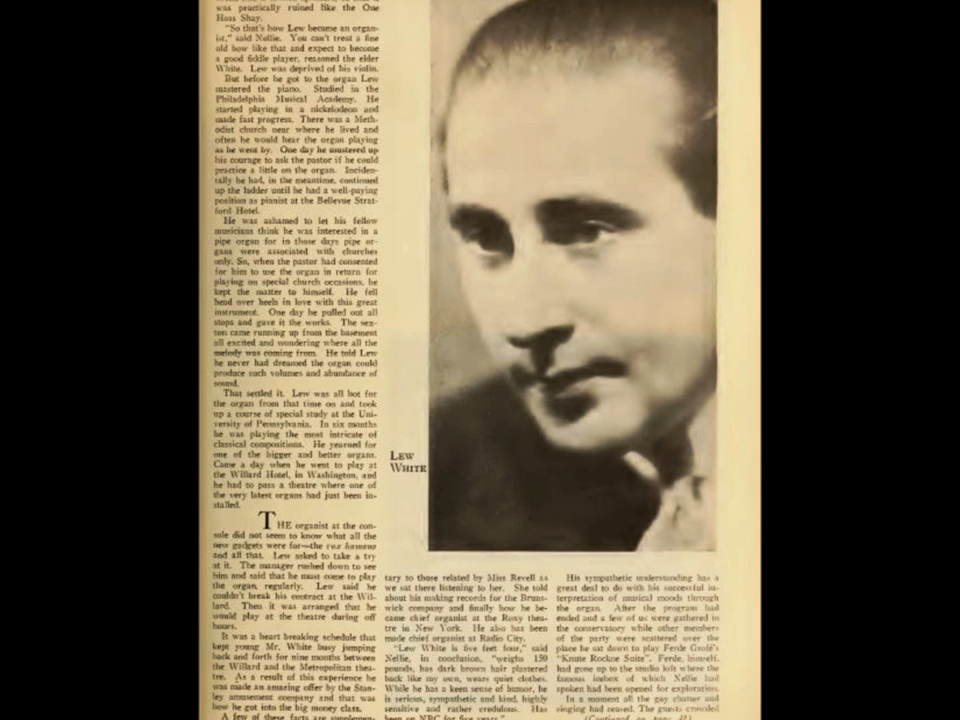 was practically ruined like the One
Hoss Shay.
"So that's how Lew became an organ-
ist," said Nellie. You can't treat a fine
old bow like that and expect to become
a good fiddle player, reasoned the elder
White. Lew was deprived of his violin.
But before he got to the organ Lew
mastered the piano. Studied in the
Philadelphia Musical Academy. He
started playing in a nickelodeon and
made fast progress. There was a Meth-
odist church near where he lived and
often he would hear the organ playing
as he went by. One day he mustered up
his courage to ask the pastor if he could
practice a little on the organ. Inciden-
tally he had, in the meantime, continued
up the ladder until he had a well-paying
position as pianist at the Bellevue Strat-
ford Hotel.
He was ashamed to let his fellow
musicians think he was interested in a
pipe organ for in those days pipe or-
gans were associated with churches
only. So, when the pastor had consented
for him to use the organ in return for
playing on special church occasions, he
kept the matter to himself. He fell
head over heels in love with this great
instrument. One day he pulled out all
stops and gave it the works. The sex-
ton came running up from the basement
all excited and wondering where all the
melody was coming from. He told Lew
he never had dreamed the organ could
produce such volumes and abundance of
sound.
That settled it. Lew was all hot for
the organ from that time on and took
up a course of special study at the Uni-
versity of Pennsylvania. In six months
he was playing the most intricate of
classical compositions. He yearned for
one of the bigger and better organs.
Came a day when he went to play at
the Willard Hotel, in Washington, and
he had to pass a theatre where one of
the very latest organs had just been in-
stalled.
THE organist at the con-
sole did not seem to know what all the
new gadgets were for—the vox humana
and all that. Lew asked to take a try
at it. The manager rushed down to see
him and said that he must come to play
the organ, regularly. Lew said he
couldn't break his contract at the Wil-
lard. Then it was arranged that he
would play at the theatre during off
hours.
It was a heart breaking schedule that
kept young Mr. White busy jumping
back and forth for nine months between
the Willard and the Metropolitan thea-
tre. As a result of this experience he
was made an amazing offer by the Stan-
ley amusement company and that was
how he got into the big money class.
A few of these facts are supplemen-
LEW
WHITE
tary to those related by Miss Revell as
we sat there listening to her. She told
about his making records for the Bruns-
wick company and finally how he be-
came chief organist at the Roxy thea-
tre in New York. He also has been
made chief organist at Radio City.
"Lew White is five feet four," said
Nellie, in conclusion, "weighs 150
pounds, has dark brown hair plastered
back like my own, wears quiet clothes.
While he has a keen sense of humor, he
is serious, sympathetic and kind, highly
sensitive and rather credulous. Has
been on NBC for five years."
His sympathetic understanding has a
great deal to do with his successful in-
terpretation of musical moods through
the organ. After the program had
ended and a few of us were gathered in
the conservatory while other members
of the party were scattered over the
place he sat down to play Ferde Grofé's
"Knute Rockne Suite". Ferde, himself,
had gone up to the studio loft where the
famous icebox of which Nellie had
spoken had been opened for exploration.
In a moment all the gay chatter and
singing had ceased. The guests crowded
(Continued on page